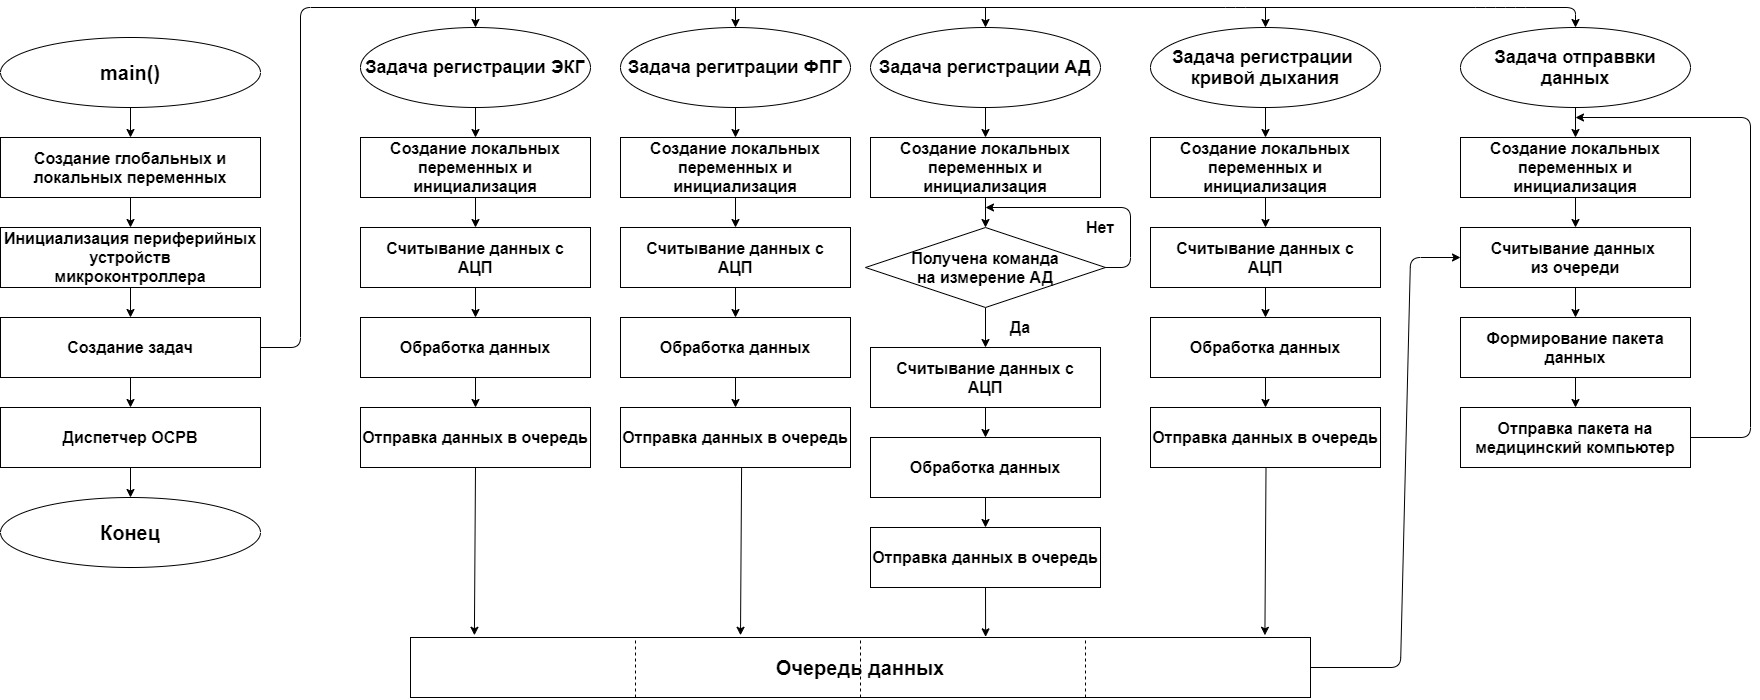 main()
Создание глобальных и
локальных переменных
Инициализация периферийных
устройств
микроконтроллера
Создание задач
Диспетчер ОСРВ
Конец
Задача регистрации ЭКГ
Создание локальных
переменных и
инициализация
Считывание данных с
АЦП
Обработка данных
Отправка данных в очередь
Задача регитрации ФПГ
Создание локальных
переменных и
инициализация
Считывание данных с
АЦП
Обработка данных
Отправка данных в очередь
Задача регистрации АД
Создание локальных
переменных и
инициализация
Нет
Получена команда
на измерение АД
Да
Считывание данных с
АЦП
Обработка данных
Отправка данных в очередь
Задача регистрации
кривой дыхания
Создание локальных
переменных и
инициализация
Считывание данных с
АЦП
Обработка данных
Отправка данных в очередь
Задача отправвки
данных
Создание локальных
переменных и
инициализация
Считывание данных
из очереди
Формирование пакета
данных
Отправка пакета на
медицинский компьютер
Очередь данных